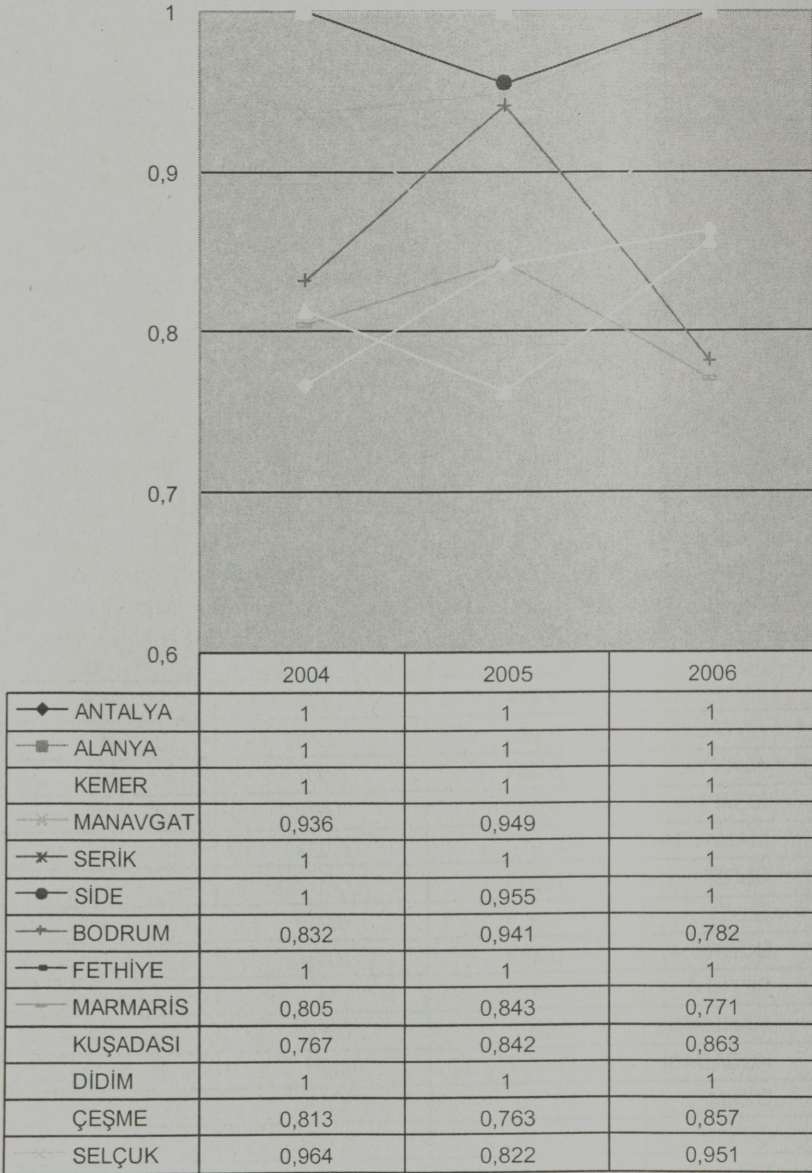 1
0,9
0,8
0,7
0,6
2004 2005 2006
ANTALYA 1 1 1
ALANYA 1 1 1
KEMER 1 1 1
MANAVGAT 0,936 0,949 1
SERİK 1 1 1
SİDE 1 0,955 1
BODRUM 0,832 0,941 0,782
FETHİYE 1 1 1
MARMARİS 0,805 0,843 0,771
KUŞADASI 0,767 0,842 0,863
DİDİM 1 1 1
ÇEŞME 0,813 0,763 0,857
SELÇUK 0,964 0,822 0,951